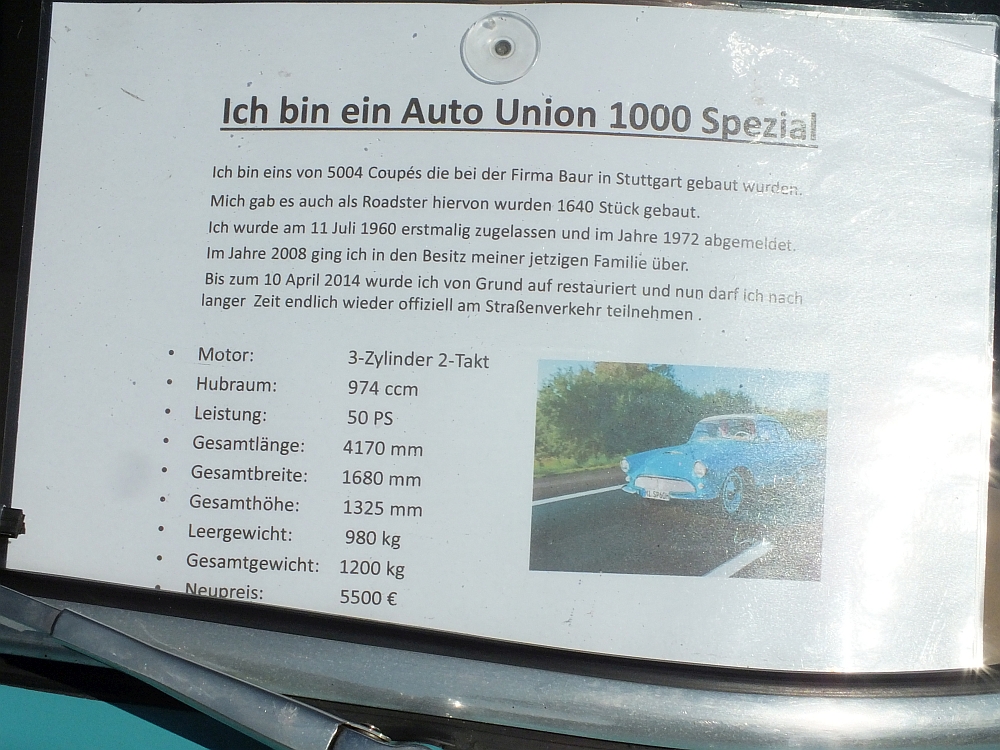 Ich bin ein Auto Union 1000 Spezial
Ich bin eins von 5004 Coupés die bei der Firma Baur in Stuttgart gebaut wurden.
Mich gab es auch als Roadster hiervon wurden 1640 Stück gebaut.
Ich wurde am 11 Juli 1960 erstmalig zugelassen und im Jahre 1972 abgemeldet.
Im Jahre 2008 ging ich in den Besitz meiner jetzigen Familie über.
Bis zum 10 April 2014 wurde ich von Grund auf restauriert und nun darf ich nach
langer Zeit endlich wieder offiziell am Straßenverkehr teilnehmen .
• Motor: 3-Zylinder 2-Takt
• Hubraum: 974 ccm
• Leistung: 50 PS
• Gesamtlänge: 4170 mm
• Gesamtbreite: 1680 mm
• Gesamthöhe: 1325 mm
• Leergewicht: 980 kg
• Gesamtgewicht: 1200 kg
• Neupreis: 5500 €